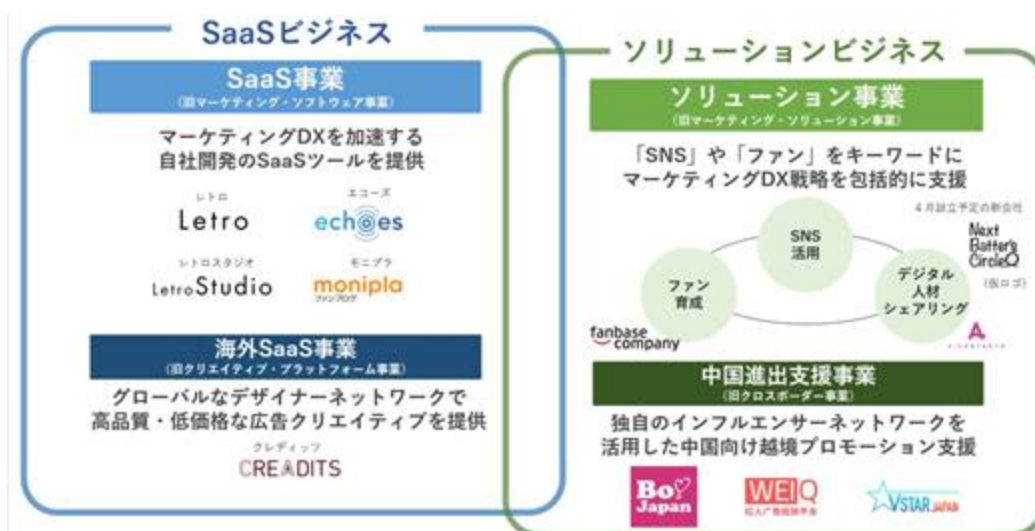 SaaSビジネス
SaaS事業
(旧マーケティング・ソフトウェア事業)
マーケティングDXを加速する
自社開発のSaaSツールを提供
レトロ
Letro
エコーズ
echoes
レトロスタジオ
LetroStudio
モニプラ
monipla
ファンブログ
海外SaaS事業
(旧クリエイティブ・プラットフォーム事業)
グローバルなデザイナーネットワークで
高品質・低価格な広告クリエイティブを提供
クレディッツ
CREADITS
ソリューションビジネス
ソリューション事業
(旧マーケティング・ソリューション事業)
「SNS」や「ファン」をキーワードに
マーケティングDX戦略を包括的に支援
4月設立予定の新会社
Next
Batter's
Circle
(仮ロゴ)
SNS
活用
ファン
育成
デジタル
人材
シェアリング
fanbase
company
中国進出支援事業
(旧クロスボーダー事業)
独自のインフルエンサーネットワークを
活用した中国向け越境プロモーション支援
Bo
Japan
WEIQ
VSTAR JAPAN